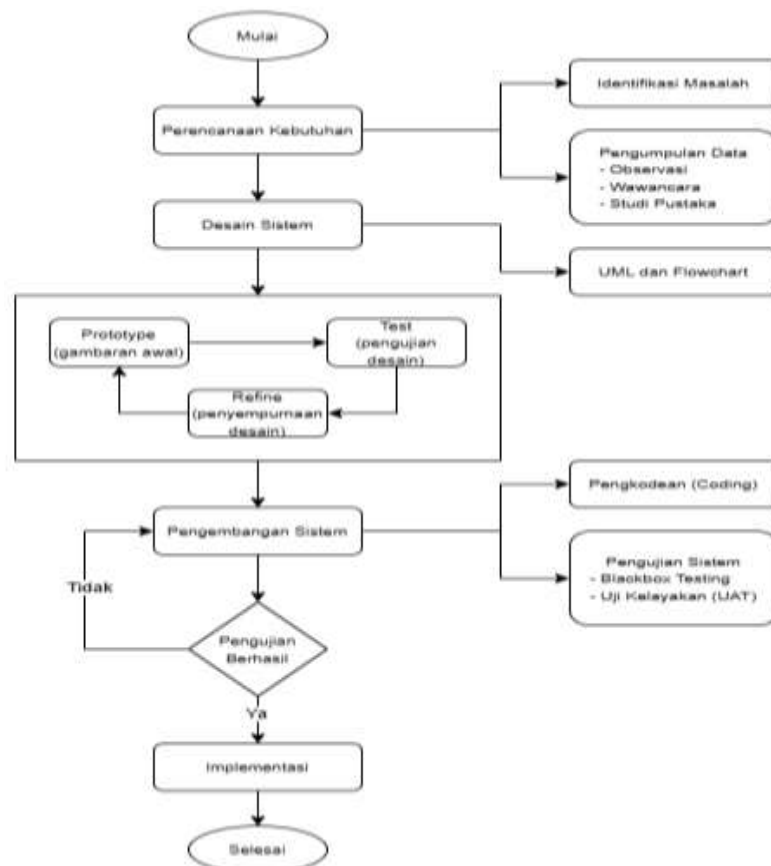 Mulai
Perencanaan Kebutuhan
Identifikasi Masalah
Pengumpulan Data
- Observasi
- Wawancara
- Studi Pustaka
Desain Sistem
UML dan Flowchart
Prototype
(gambaran awal)
Test
(pengujian
desain)
Refine
(penyempurnaan
desain)
Pengembangan Sistem
Pengkodean (Coding)
Pengujian Sistem
- Blackbox Testing
- Uji Kelayakan (UAT)
Tidak
Pengujian
Berhasil
Ya
Implementasi
Selesai